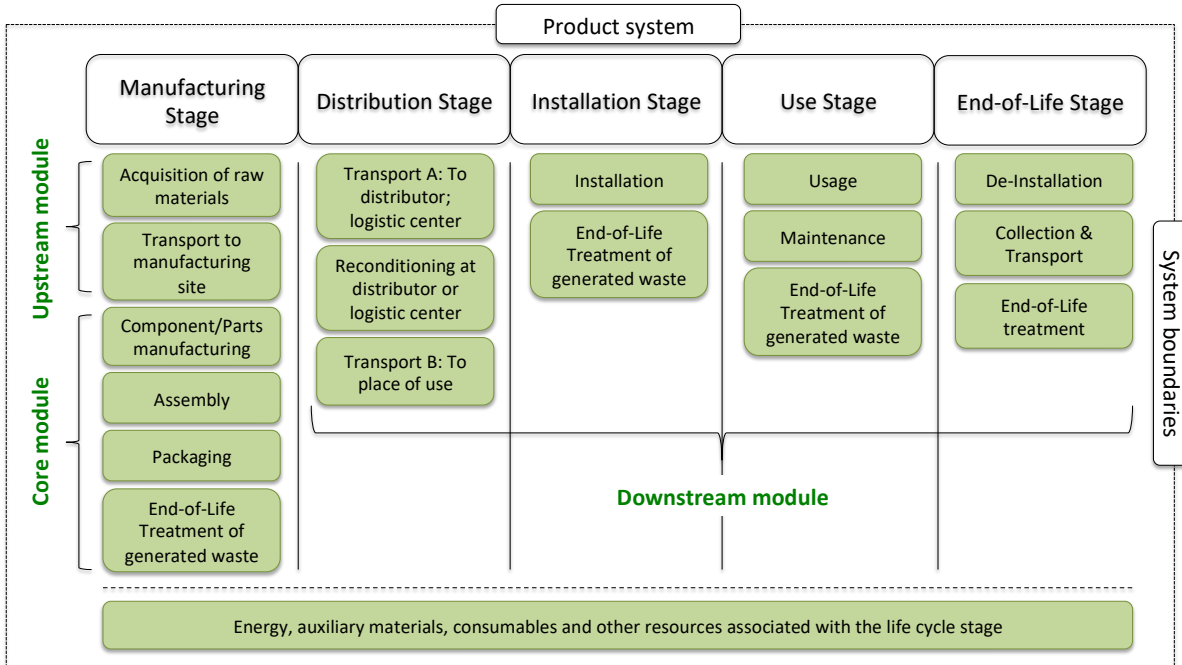 Product system
Manufacturing
Stage
Distribution Stage
Installation Stage
Use Stage
End-of-Life Stage
Upstream module
Core module
Acquisition of raw
materials
Transport to
manufacturing
site
Component/Parts
manufacturing
Assembly
Packaging
End-of-Life
Treatment of
generated waste
Transport A: To
distributor;
logistic center
Reconditioning at
distributor or
logistic center
Transport B: To
place of use
Installation
End-of-Life
Treatment of
generated waste
Usage
Maintenance
End-of-Life
Treatment of
generated waste
De-Installation
Collection &
Transport
End-of-Life
treatment
System boundaries
Downstream module
Energy, auxiliary materials, consumables and other resources associated with the life cycle stage